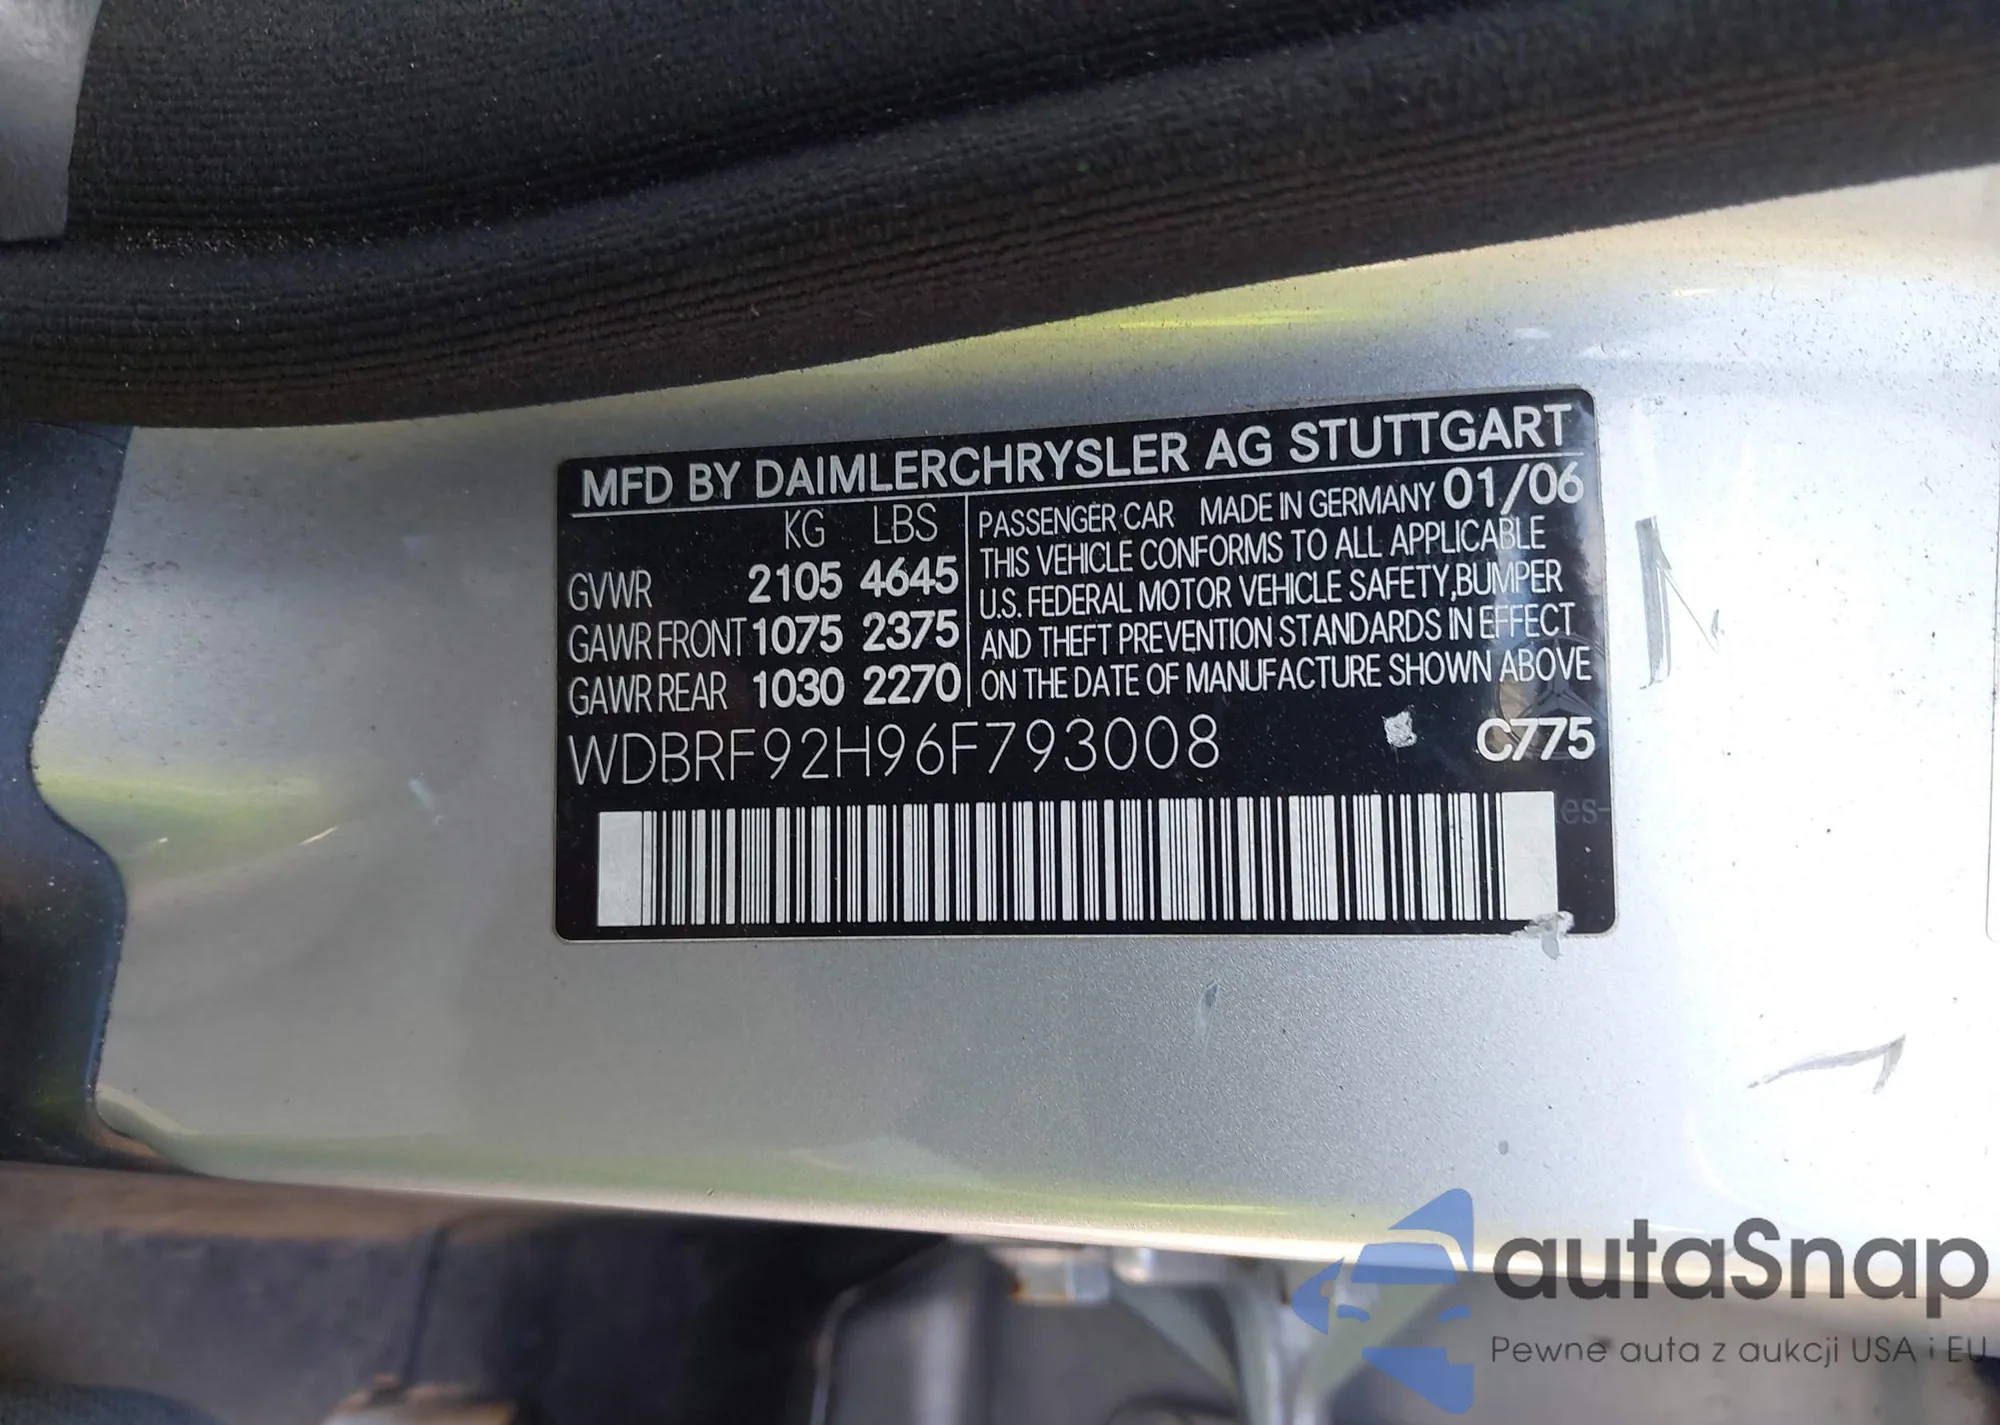 MFD BY DAIMLERCHRYSLER AG STUTTGART
KG LBS
GVWR 2105 4645
GAWR FRONT 1075 2375
GAWR REAR 1030 2270
PASSENGER CAR MADE IN GERMANY 01/06
THIS VEHICLE CONFORMS TO ALL APPLICABLE
U.S. FEDERAL MOTOR VEHICLE SAFETY,BUMPER
AND THEFT PREVENTION STANDARDS IN EFFECT
ON THE DATE OF MANUFACTURE SHOWN ABOVE
WDBRF92H96F793008 C775
autaSnap
Pewne auta z aukcji USA i EU